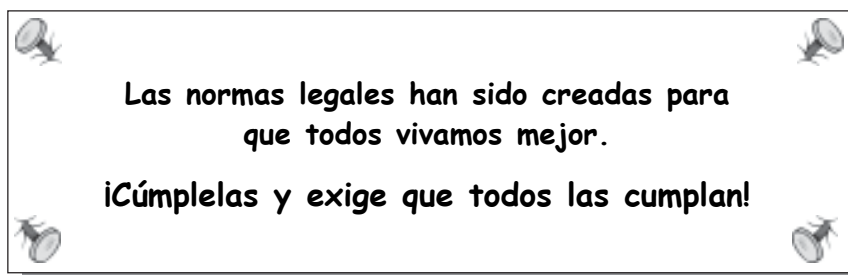 Las normas legales han sido creadas para
que todos vivamos mejor.
¡Cúmplelas y exige que todos las cumplan!